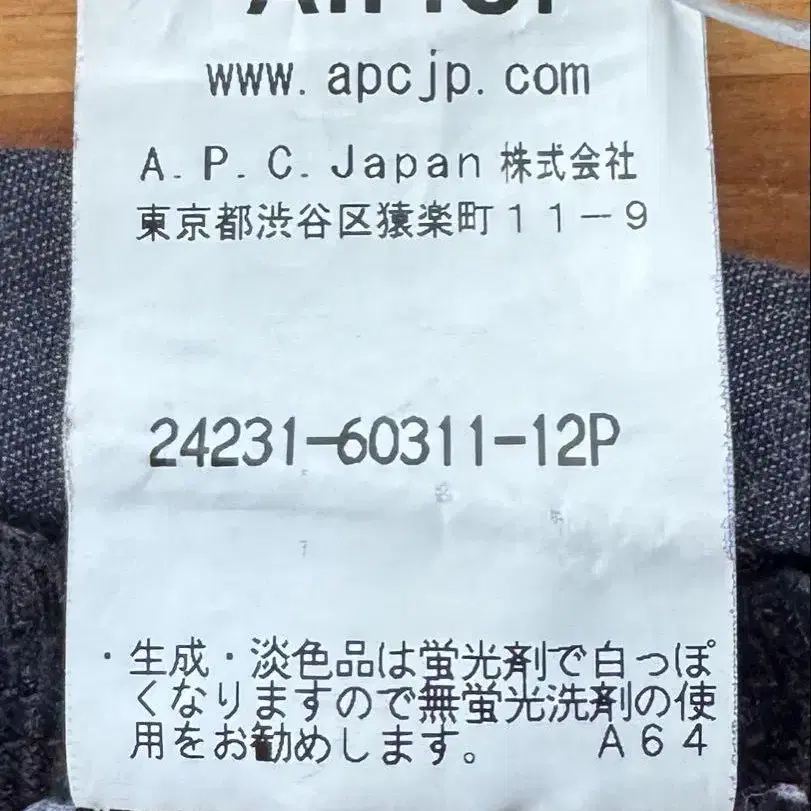 A.P.C.
www. apcjp. com
A. P. C. Japan 株式会社
東京都渋谷区猿楽町１１−９
24231-60311-12P
・生成・淡色品は蛍光剤で白っぽ
くなりますので無蛍光洗剤の使
用をお勧めします。 Ａ６４